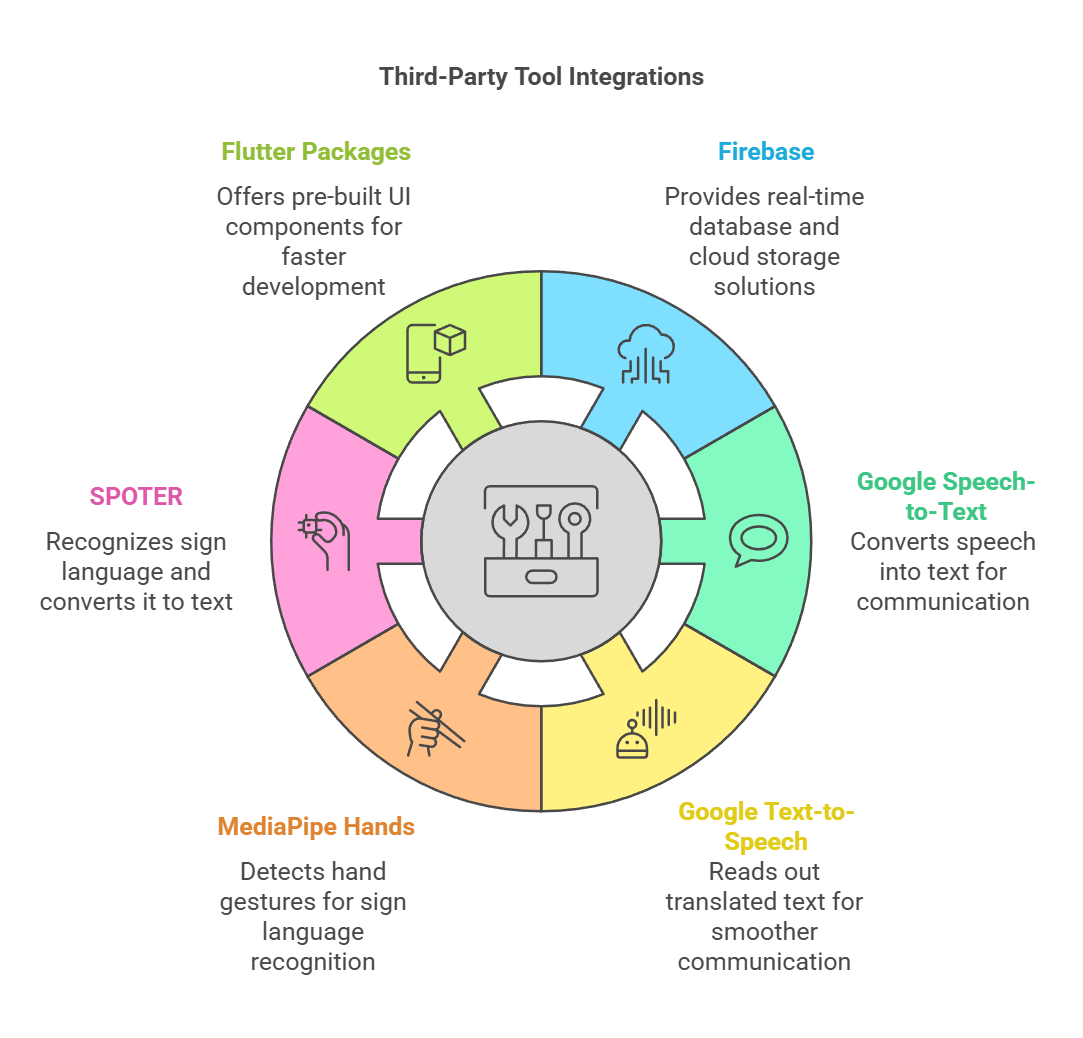 Third-Party Tool Integrations
Flutter Packages
Offers pre-built UI
components for
faster
development
Firebase
Provides real-time
database and
cloud storage
solutions
SPOTER
Recognizes sign
language and
converts it to text
Google Speech-
to-Text
Converts speech
into text for
communication
MediaPipe Hands
Detects hand
gestures for sign
language
recognition
Google Text-to-
Speech
Reads out
translated text for
smoother
communication